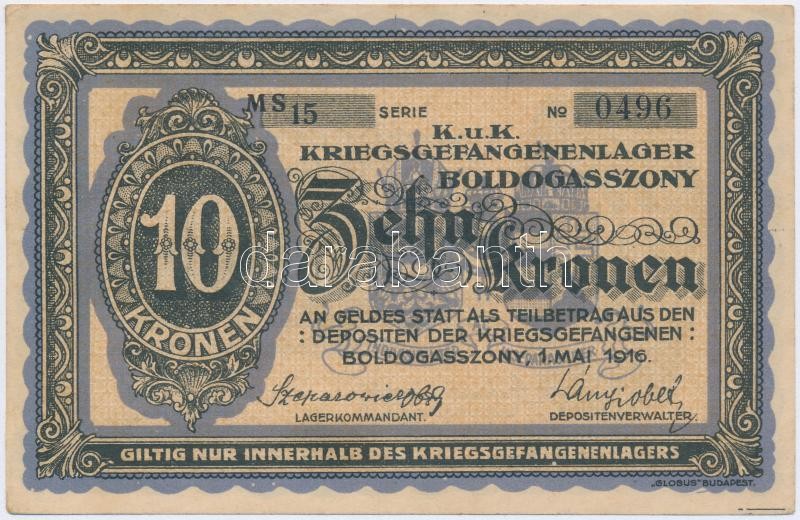 MS 15 SERIE No 0496
K.u.K.
KRIEGSGEFANGENENLAGER
BOLDOGASSZONY
10
KRONEN
Zehn
Kronen
darabanth
AN GELDES STATT ALS TEILBETRAG AUS DEN
: DEPOSITEN DER KRIEGSGEFANGENEN :
BOLDOGASSZONY, 1. MAI 1916.
LAGERKOMMANDANT. DEPOSITENVERWALTER.
GILTIG NUR INNERHALB DES KRIEGSGEFANGENENLAGERS
„GLOBUS" BUDAPEST.